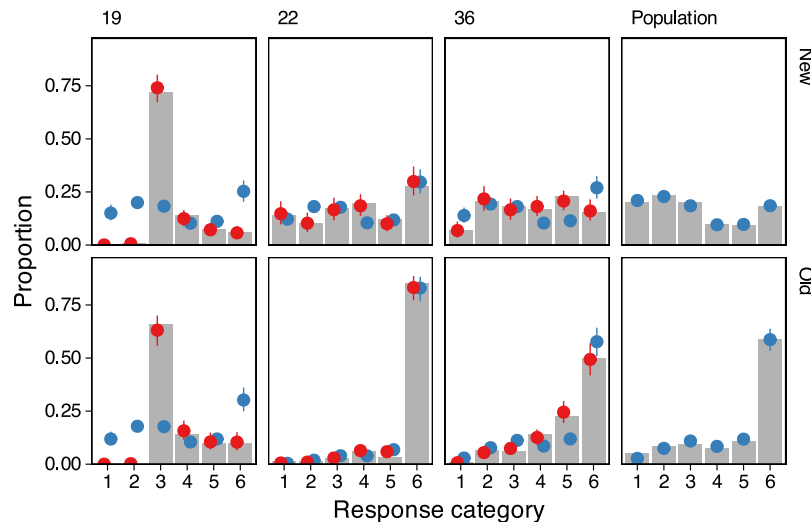 19 22 36 Population
New
0.75
0.50
0.25
0.00
Old
0.75
0.50
0.25
0.00
Proportion
1 2 3 4 5 6 1 2 3 4 5 6 1 2 3 4 5 6 1 2 3 4 5 6
Response category